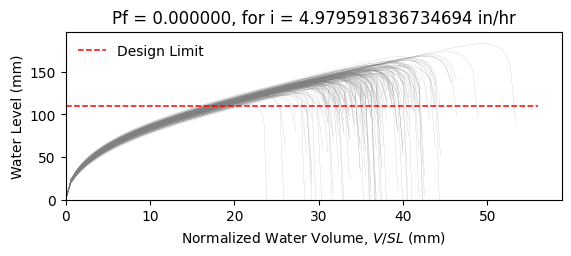 Pf = 0.000000, for i = 4.979591836734694 in/hr
Design Limit
Water Level (mm)
150
100
50
0
0 10 20 30 40 50
Normalized Water Volume, V/SL (mm)